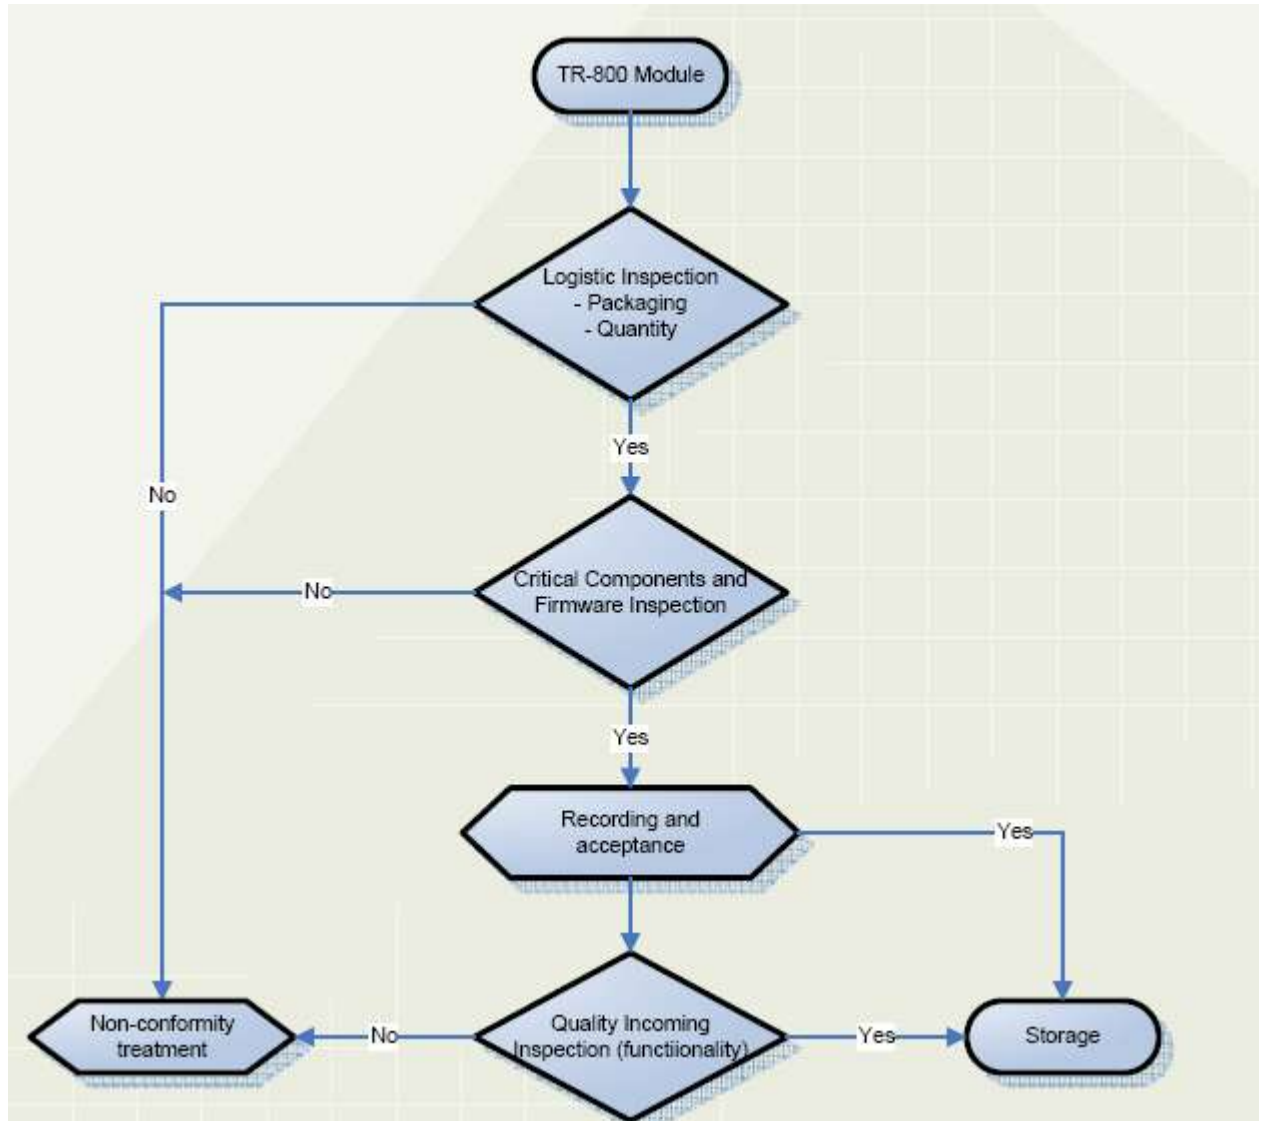 TR-800 Module
Logistic Inspection
- Packaging
- Quantity
Yes
No
Critical Components and
Firmware Inspection
No
Yes
Recording and
acceptance
Yes
Non-conformity
treatment
No
Quality Incoming
Inspection (functiionality)
Yes
Storage